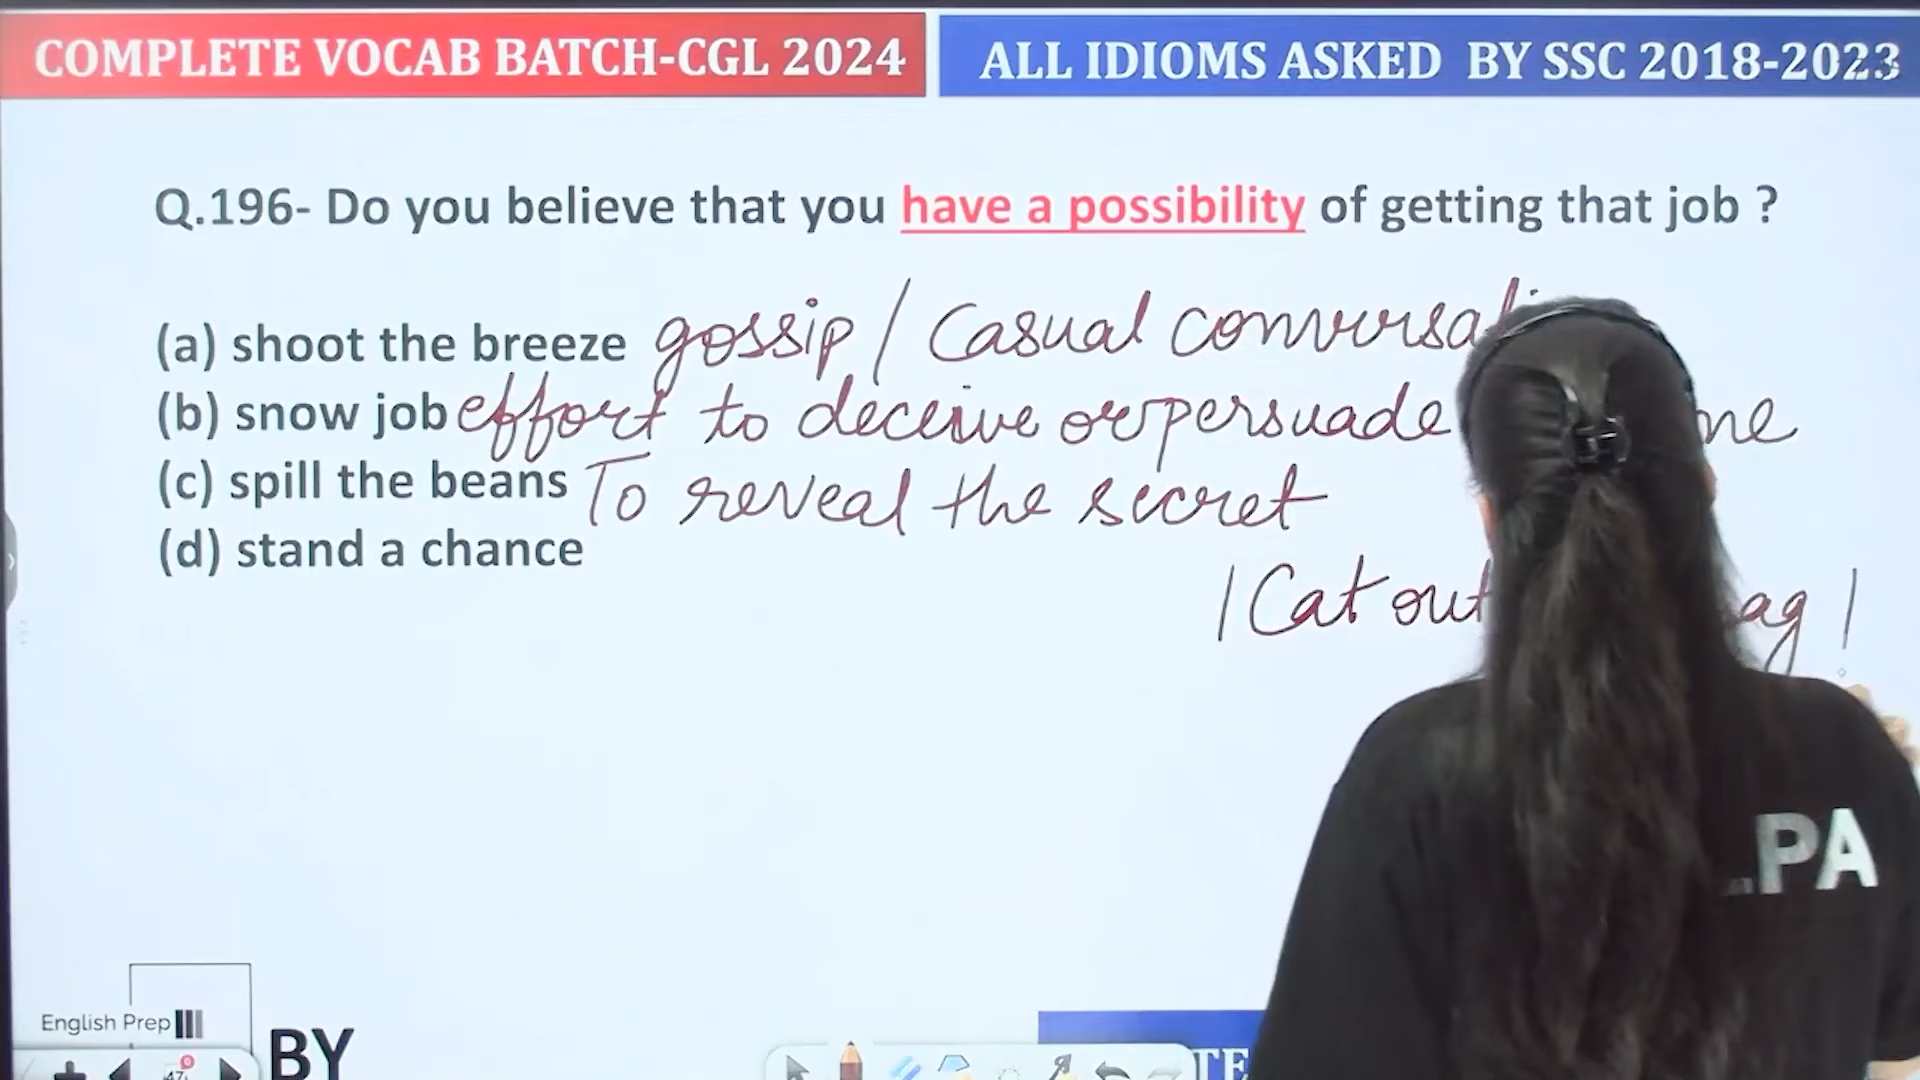 COMPLETE VOCAB BATCH-CGL 2024
ALL IDIOMS ASKED BY SSC 2018-2023
Q.196- Do you believe that you have a possibility of getting that job ?
(a) shoot the breeze gossip / Casual
(b) snow job effort to deceive or persuade
(c) spill the beans To reveal the secret
(d) stand a chance
/ Cat out /
PA
English Prep
BY
47